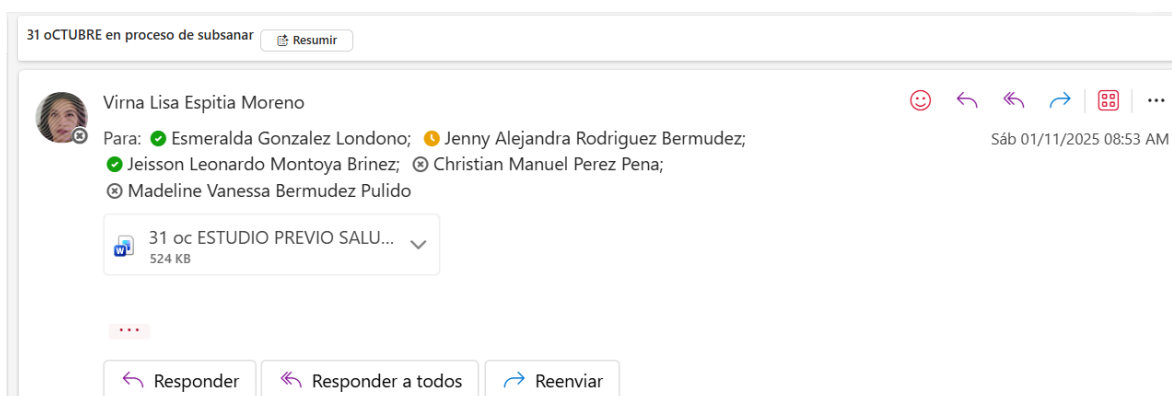 31 oCTUBRE en proceso de subsanar Resumir
Virna Lisa Espitia Moreno
Para: Esmeralda Gonzalez Londono; Jenny Alejandra Rodriguez Bermudez;
Sáb 01/11/2025 08:53 AM
Jeisson Leonardo Montoya Brinez; Christian Manuel Perez Pena;
Madeline Vanessa Bermudez Pulido
31 oc ESTUDIO PREVIO SALU...
524 KB
...
Responder Responder a todos Reenviar